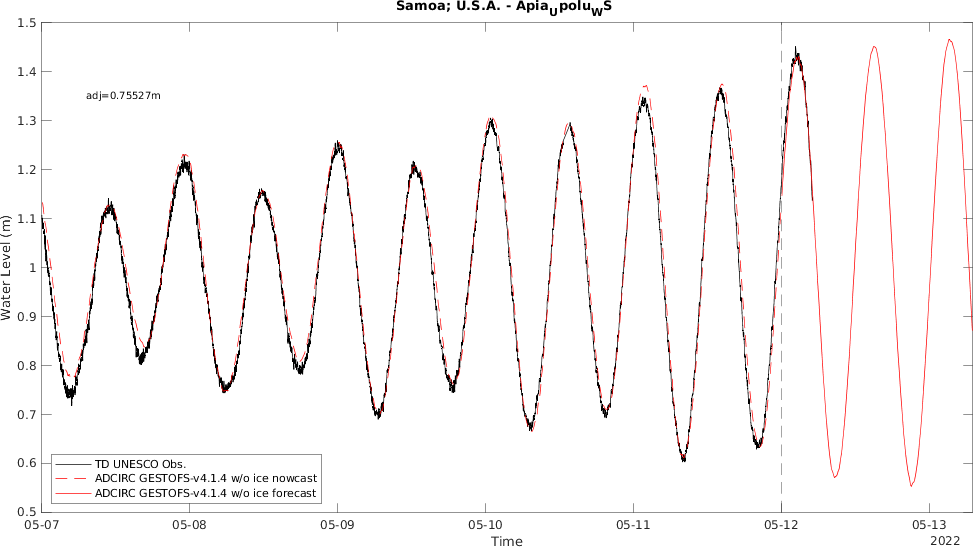 Samoa; U.S.A. - Apia_Upolu_WS
1.5
1.4
adj=0.75527m
1.3
1.2
1.1
Water Level (m)
1
0.9
0.8
0.7
0.6
0.5
TD UNESCO Obs.
ADCIRC GESTOFS-v4.1.4 w/o ice nowcast
ADCIRC GESTOFS-v4.1.4 w/o ice forecast
05-07 05-08 05-09 05-10 05-11 05-12 05-13
Time
2022